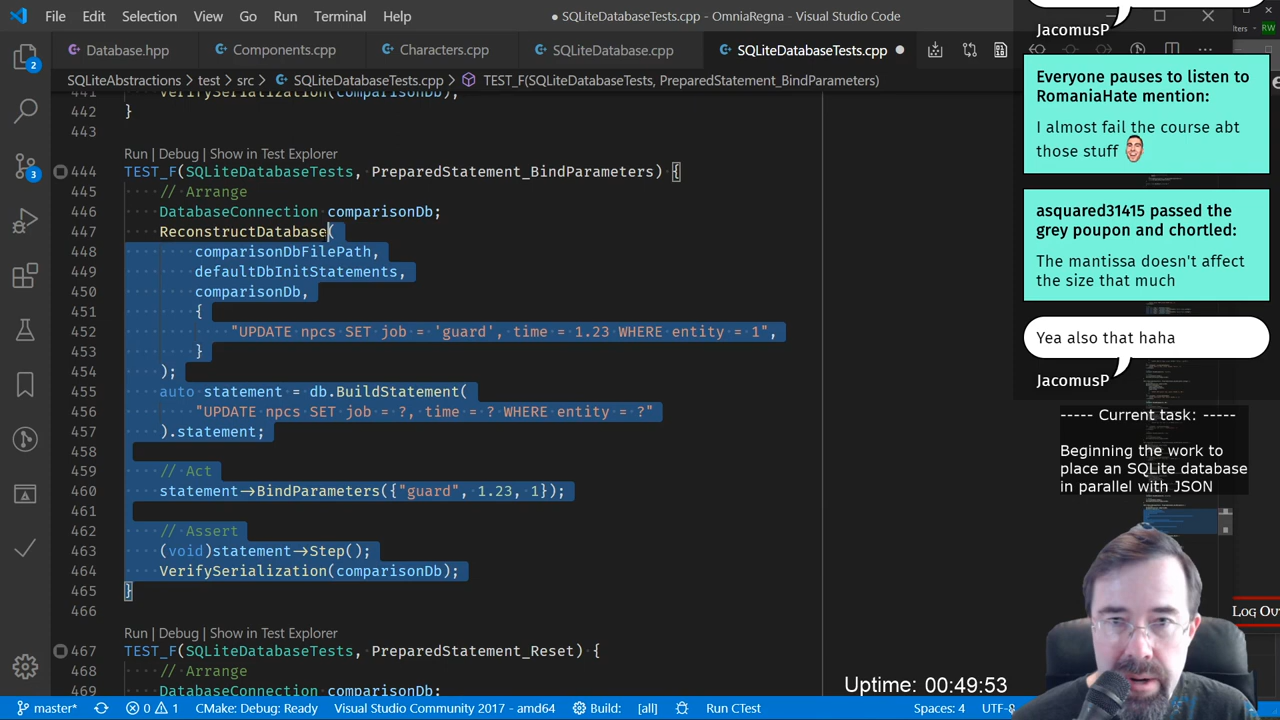 File Edit Selection View Go Run Terminal Help
● SQLiteDatabaseTests.cpp - OmniaRegna - Visual Studio Code
Database.hpp Components.cpp Characters.cpp SQLiteDatabase.cpp SQLiteDatabaseTests.cpp ●
SQLiteAbstractions > test > src > SQLiteDatabaseTests.cpp > TEST_F(SQLiteDatabaseTests, PreparedStatement_BindParameters)
441 VerifySerialization(comparisonDb);
442 }
443
Run | Debug | Show in Test Explorer
444 TEST_F(SQLiteDatabaseTests, PreparedStatement_BindParameters) {
445 // Arrange
446 DatabaseConnection comparisonDb;
447 ReconstructDatabase(
448 comparisonDbFilePath,
449 defaultDbInitStatements,
450 comparisonDb,
451 {
452 "UPDATE npcs SET job = 'guard', time = 1.23 WHERE entity = 1",
453 }
454 );
455 auto statement = db.BuildStatement(
456 "UPDATE npcs SET job = ?, time = ? WHERE entity = ?"
457 ).statement;
458
459 // Act
460 statement->BindParameters({"guard", 1.23, 1});
461
462 // Assert
463 (void)statement->Step();
464 VerifySerialization(comparisonDb);
465 }
466
Run | Debug | Show in Test Explorer
467 TEST_F(SQLiteDatabaseTests, PreparedStatement_Reset) {
468 // Arrange
469 DatabaseConnection comparisonDb;
master* 0 1 CMake: Debug: Ready Visual Studio Community 2017 - amd64 Build: [all] Run CTest Spaces: 4 UTF-8
2
3
JacomusP
Everyone pauses to listen to
RomaniaHate mention:
I almost fail the course abt
those stuff
asquared31415 passed the
grey poupon and chortled:
The mantissa doesn't affect
the size that much
Yea also that haha
JacomusP
----- Current task: -----
Beginning the work to
place an SQLite database
in parallel with JSON
Uptime: 00:49:53
RW